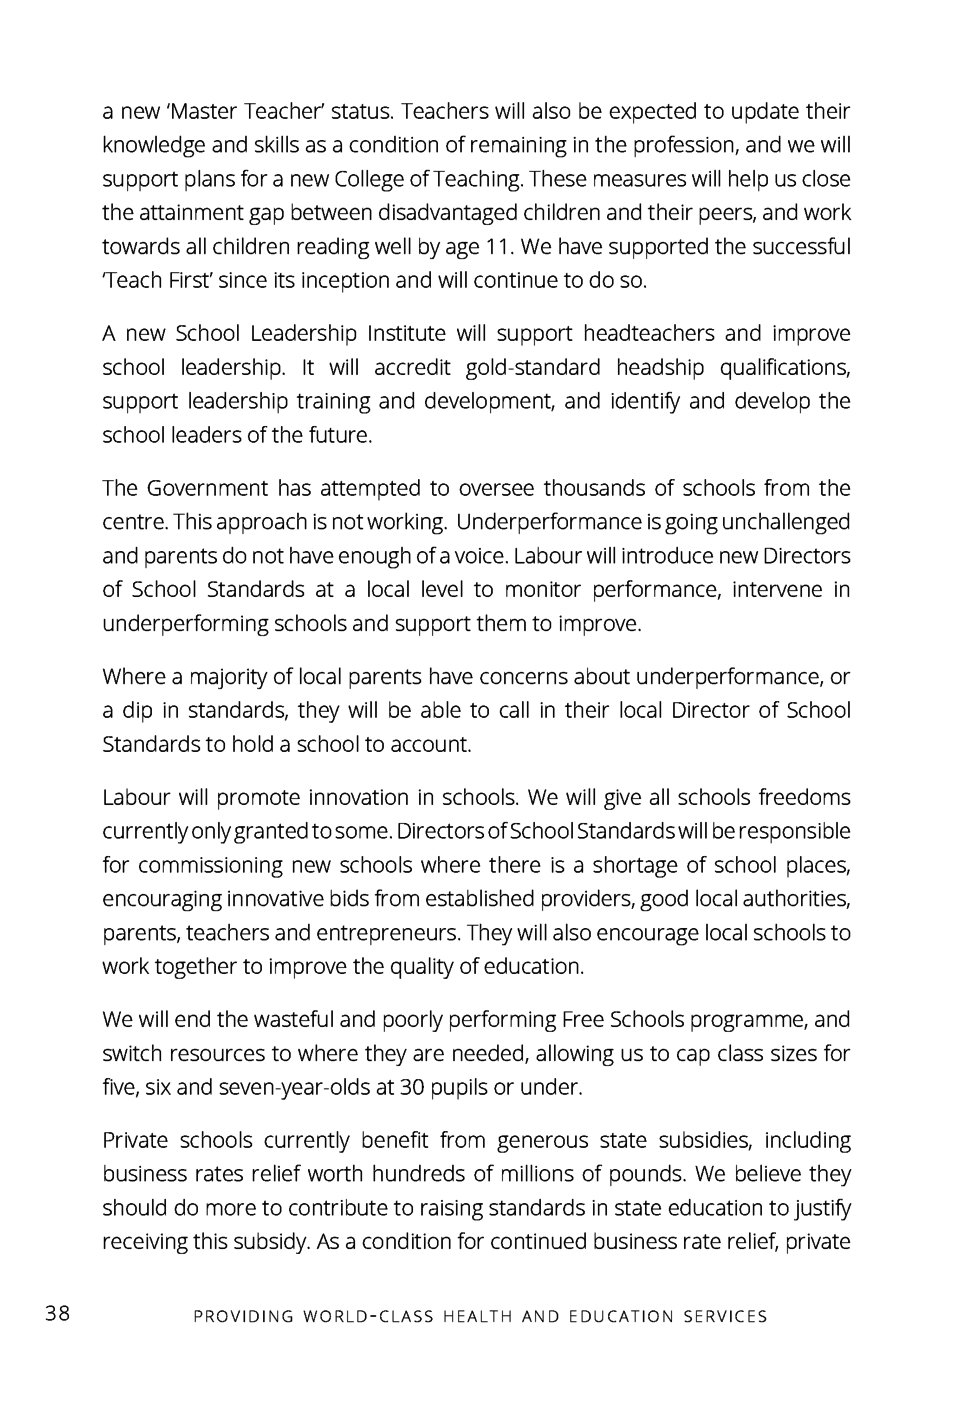 a new ‘Master Teacher’ status. Teachers will also be expected to update their
knowledge and skills as a condition of remaining in the profession, and we will
support plans for a new College of Teaching. These measures will help us close
the attainment gap between disadvantaged children and their peers, and work
towards all children reading well by age 11. We have supported the successful
‘Teach First’ since its inception and will continue to do so.
A new School Leadership Institute will support headteachers and improve
school leadership. It will accredit gold-standard headship qualifications,
support leadership training and development, and identify and develop the
school leaders of the future.
The Government has attempted to oversee thousands of schools from the
centre. This approach is not working. Underperformance is going unchallenged
and parents do not have enough of a voice. Labour will introduce new Directors
of School Standards at a local level to monitor performance, intervene in
underperforming schools and support them to improve.
Where a majority of local parents have concerns about underperformance, or
a dip in standards, they will be able to call in their local Director of School
Standards to hold a school to account.
Labour will promote innovation in schools. We will give all schools freedoms
currently only granted to some. Directors of School Standards will be responsible
for commissioning new schools where there is a shortage of school places,
encouraging innovative bids from established providers, good local authorities,
parents, teachers and entrepreneurs. They will also encourage local schools to
work together to improve the quality of education.
We will end the wasteful and poorly performing Free Schools programme, and
switch resources to where they are needed, allowing us to cap class sizes for
five, six and seven-year-olds at 30 pupils or under.
Private schools currently benefit from generous state subsidies, including
business rates relief worth hundreds of millions of pounds. We believe they
should do more to contribute to raising standards in state education to justify
receiving this subsidy. As a condition for continued business rate relief, private
38 PROVIDING WORLD-CLASS HEALTH AND EDUCATION SERVICES